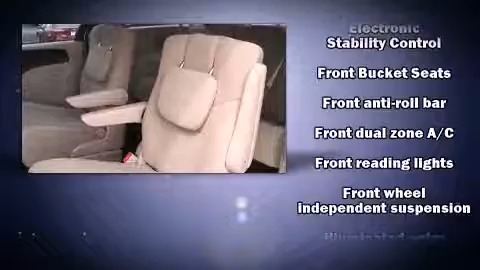 Electronic
Stability Control
Front Bucket Seats
Front anti-roll bar
Front dual zone A/C
Front reading lights
Front wheel
independent suspension